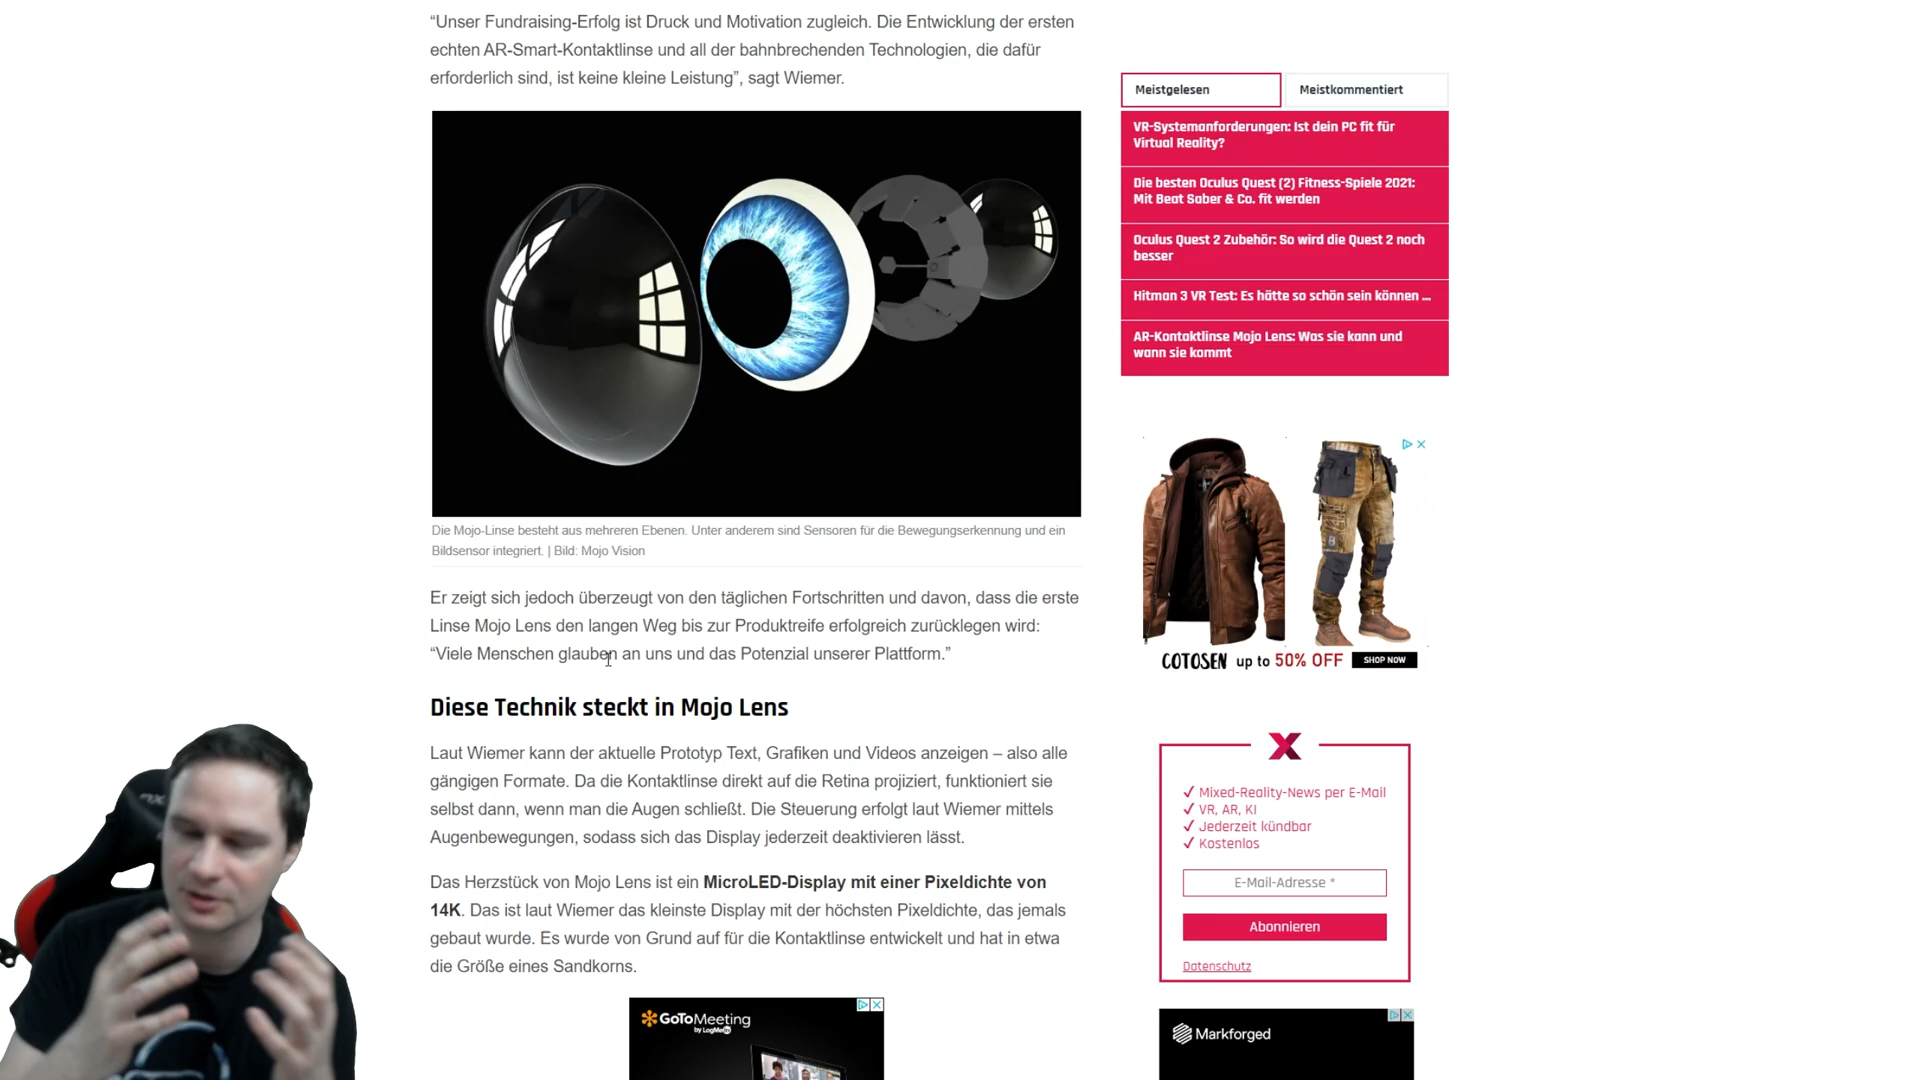 “Unser Fundraising-Erfolg ist Druck und Motivation zugleich. Die Entwicklung der ersten
echten AR-Smart-Kontaktlinse und all der bahnbrechenden Technologien, die dafür
erforderlich sind, ist keine kleine Leistung”, sagt Wiemer.
Die Mojo-Linse besteht aus mehreren Ebenen. Unter anderem sind Sensoren für die Bewegungserkennung und ein
Bildsensor integriert. | Bild: Mojo Vision
Er zeigt sich jedoch überzeugt von den täglichen Fortschritten und davon, dass die erste
Linse Mojo Lens den langen Weg bis zur Produktreife erfolgreich zurücklegen wird:
“Viele Menschen glauben an uns und das Potenzial unserer Plattform.”
Diese Technik steckt in Mojo Lens
Laut Wiemer kann der aktuelle Prototyp Text, Grafiken und Videos anzeigen – also alle
gängigen Formate. Da die Kontaktlinse direkt auf die Retina projiziert, funktioniert sie
selbst dann, wenn man die Augen schließt. Die Steuerung erfolgt laut Wiemer mittels
Augenbewegungen, sodass sich das Display jederzeit deaktivieren lässt.
Das Herzstück von Mojo Lens ist ein MicroLED-Display mit einer Pixeldichte von
14K. Das ist laut Wiemer das kleinste Display mit der höchsten Pixeldichte, das jemals
gebaut wurde. Es wurde von Grund auf für die Kontaktlinse entwickelt und hat in etwa
die Größe eines Sandkorns.
GoToMeeting
by LogMeIn
Meistgelesen
Meistkommentiert
VR-Systemanforderungen: Ist dein PC fit für
Virtual Reality?
Die besten Oculus Quest (2) Fitness-Spiele 2021:
Mit Beat Saber & Co. fit werden
Oculus Quest 2 Zubehör: So wird die Quest 2 noch
besser
Hitman 3 VR Test: Es hätte so schön sein können ...
AR-Kontaktlinse Mojo Lens: Was sie kann und
wann sie kommt
COTOSEN up to 50% OFF SHOP NOW
✓ Mixed-Reality-News per E-Mail
✓ VR, AR, KI
✓ Jederzeit kündbar
✓ Kostenlos
E-Mail-Adresse *
Abonnieren
Datenschutz
Markforged